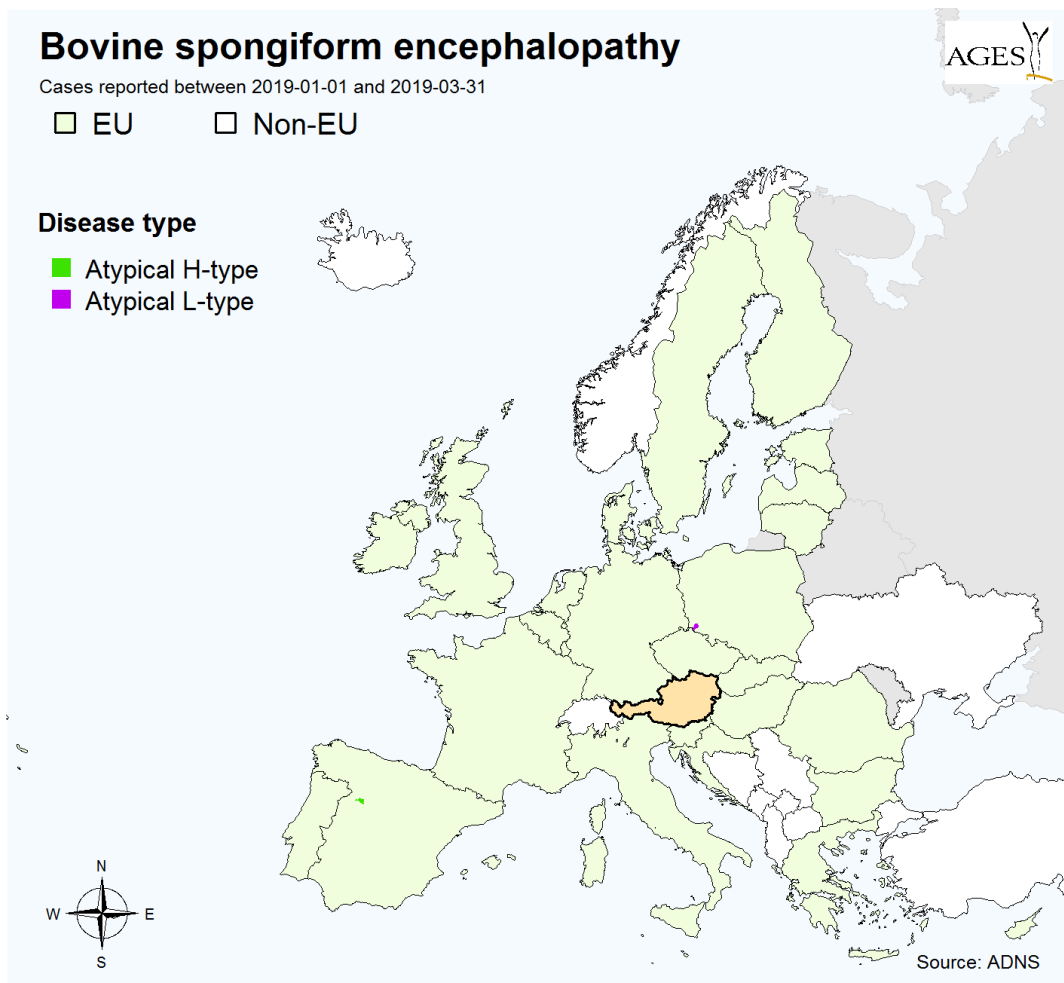 Bovine spongiform encephalopathy
Cases reported between 2019-01-01 and 2019-03-31
EU Non-EU
AGES
Disease type
Atypical H-type
Atypical L-type
N
W E
S
Source: ADNS